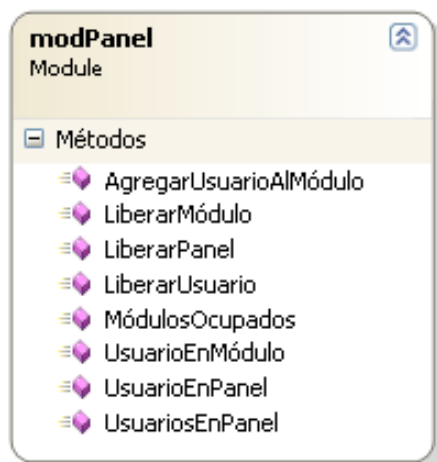 modPanel
Module
Métodos
AgregarUsuarioAlMódulo
LiberarMódulo
LiberarPanel
LiberarUsuario
MódulosOcupados
UsuarioEnMódulo
UsuarioEnPanel
UsuariosEnPanel